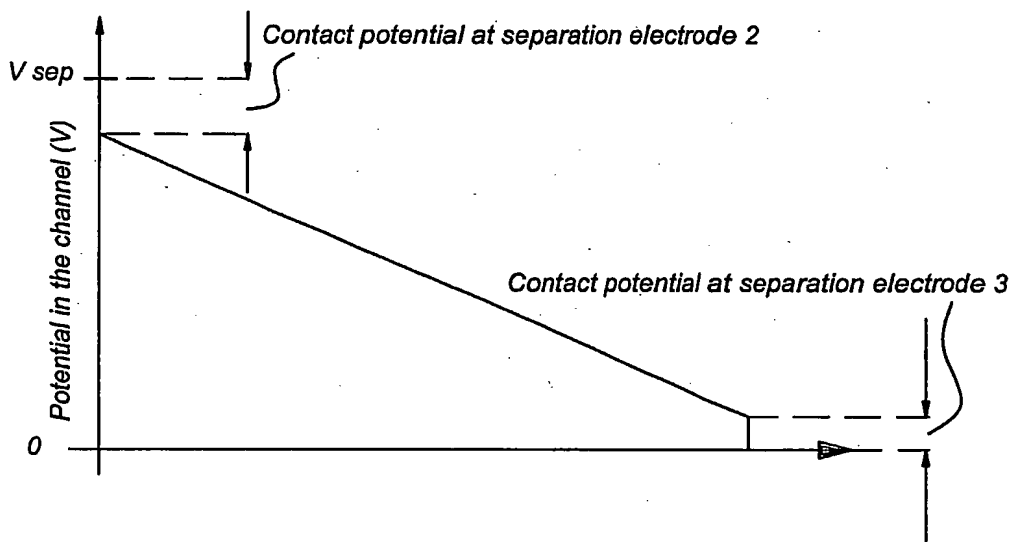 Contact potential at separation electrode 2
V sep
Potential in the channel (V)
Contact potential at separation electrode 3
0